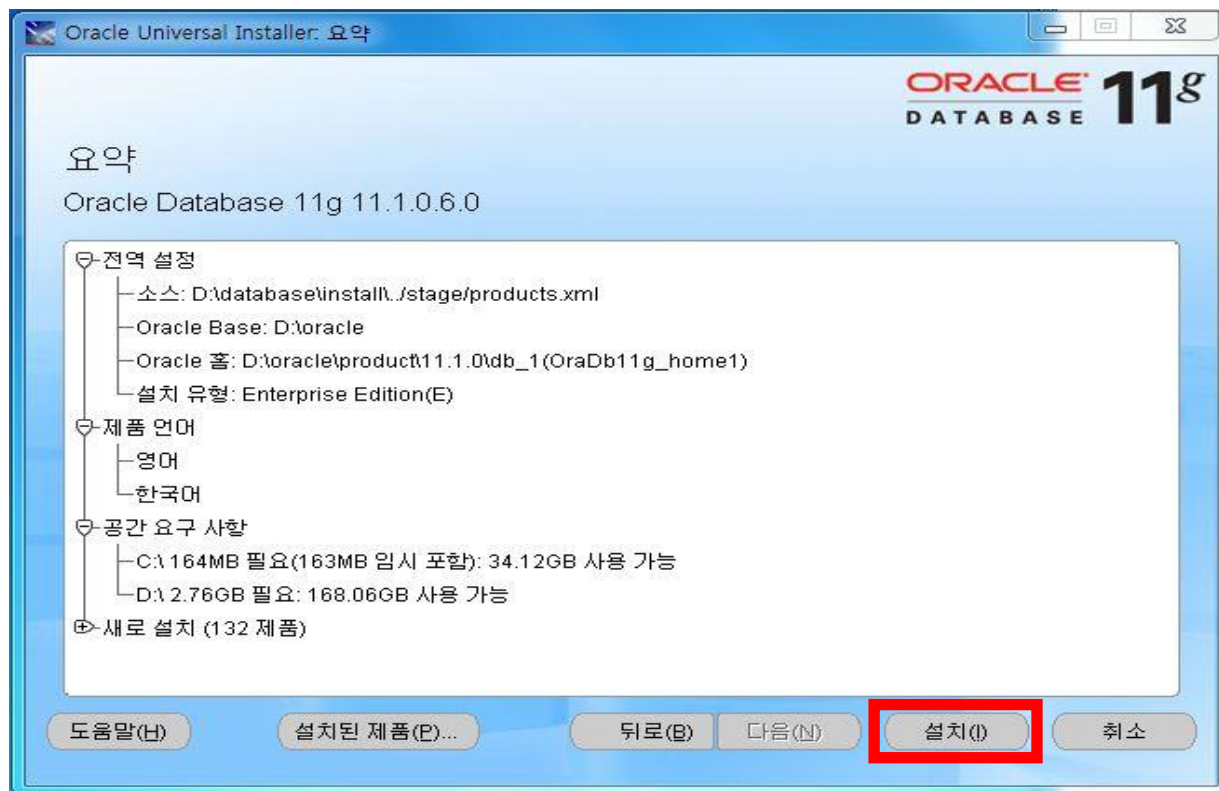 Oracle Universal Installer: 요약
ORACLE 11g
DATABASE
요약
Oracle Database 11g 11.1.0.6.0
전역 설정
소스: D:\database\install\../stage/products.xml
Oracle Base: D:\oracle
Oracle 홈: D:\oracle\product\11.1.0\db_1(OraDb11g_home1)
설치 유형: Enterprise Edition(E)
제품 언어
영어
한국어
공간 요구 사항
C:\ 164MB 필요(163MB 임시 포함): 34.12GB 사용 가능
D:\ 2.76GB 필요: 168.06GB 사용 가능
새로 설치 (132 제품)
도움말(H) 설치된 제품(P)... 뒤로(B) 다음(N) 설치(I) 취소